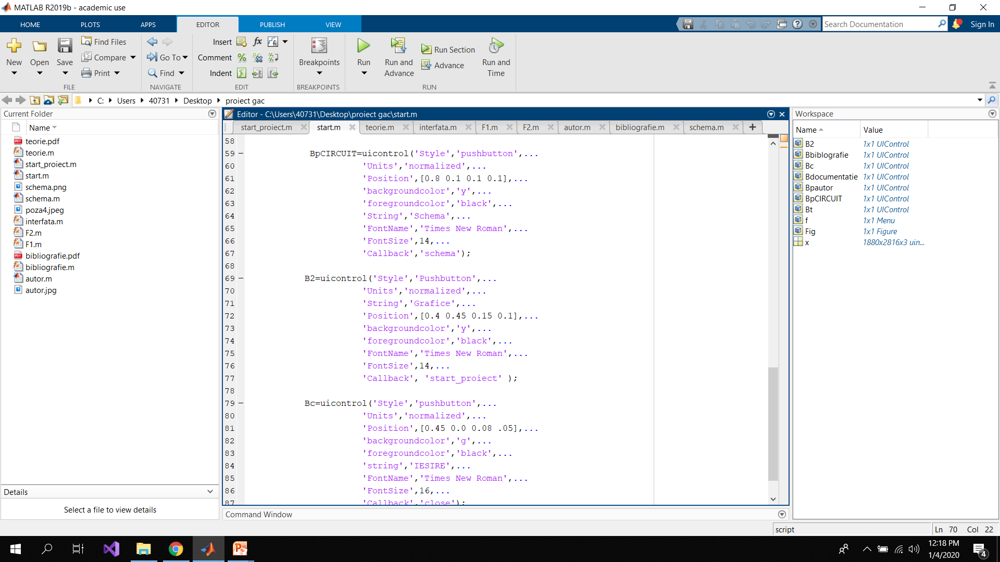 MATLAB R2019b - academic use
HOME PLOTS APPS EDITOR PUBLISH VIEW Search Documentation Sign In
New Open Save Find Files Compare Print FILE
Go To Find NAVIGATE
Insert Comment Indent EDIT
Breakpoints BREAKPOINTS
Run Run and Advance Run Section Advance Run and Time RUN
C: Users 40731 Desktop proiect gac
Current Folder
Name
teorie.pdf
teorie.m
start_proiect.m
start.m
schema.png
schema.m
poza4.jpeg
interfata.m
F2.m
F1.m
bibliografie.pdf
bibliografie.m
autor.m
autor.jpg
Details
Select a file to view details
Editor - C:\Users\40731\Desktop\proiect gac\start.m
start_proiect.m start.m teorie.m interfata.m F1.m F2.m autor.m bibliografie.m schema.m
58
59 BpCIRCUIT=uicontrol('Style','pushbutton',...
60 'Units','normalized',...
61 'Position',[0.8 0.1 0.1 0.1],...
62 'backgroundcolor','y',...
63 'foregroundcolor','black',...
64 'String','Schema',...
65 'FontName','Times New Roman',...
66 'FontSize',14,...
67 'Callback','schema');
68
69 B2=uicontrol('Style','Pushbutton',...
70 'Units','normalized',...
71 'String','Grafice',...
72 'Position',[0.4 0.45 0.15 0.1],...
73 'backgroundcolor','y',...
74 'foregroundcolor','black',...
75 'FontName','Times New Roman',...
76 'FontSize',14,...
77 'Callback', 'start_proiect' );
78
79 Bc=uicontrol('Style','pushbutton',...
80 'Units','normalized',...
81 'Position',[0.45 0.0 0.08 .05],...
82 'backgroundcolor','g',...
83 'foregroundcolor','black',...
84 'string','IESIRE',...
85 'FontName','Times New Roman',...
86 'FontSize',16,...
87 'Callback','close');
Command Window
Workspace
Name Value
B2 1x1 UIControl
Bbibliografie 1x1 UIControl
Bc 1x1 UIControl
Bdocumentatie 1x1 UIControl
Bpautor 1x1 UIControl
BpCIRCUIT 1x1 UIControl
Bt 1x1 UIControl
f 1x1 Menu
Fig 1x1 Figure
x 1880x2816x3 uin...
script Ln 70 Col 22
12:18 PM
1/4/2020
4